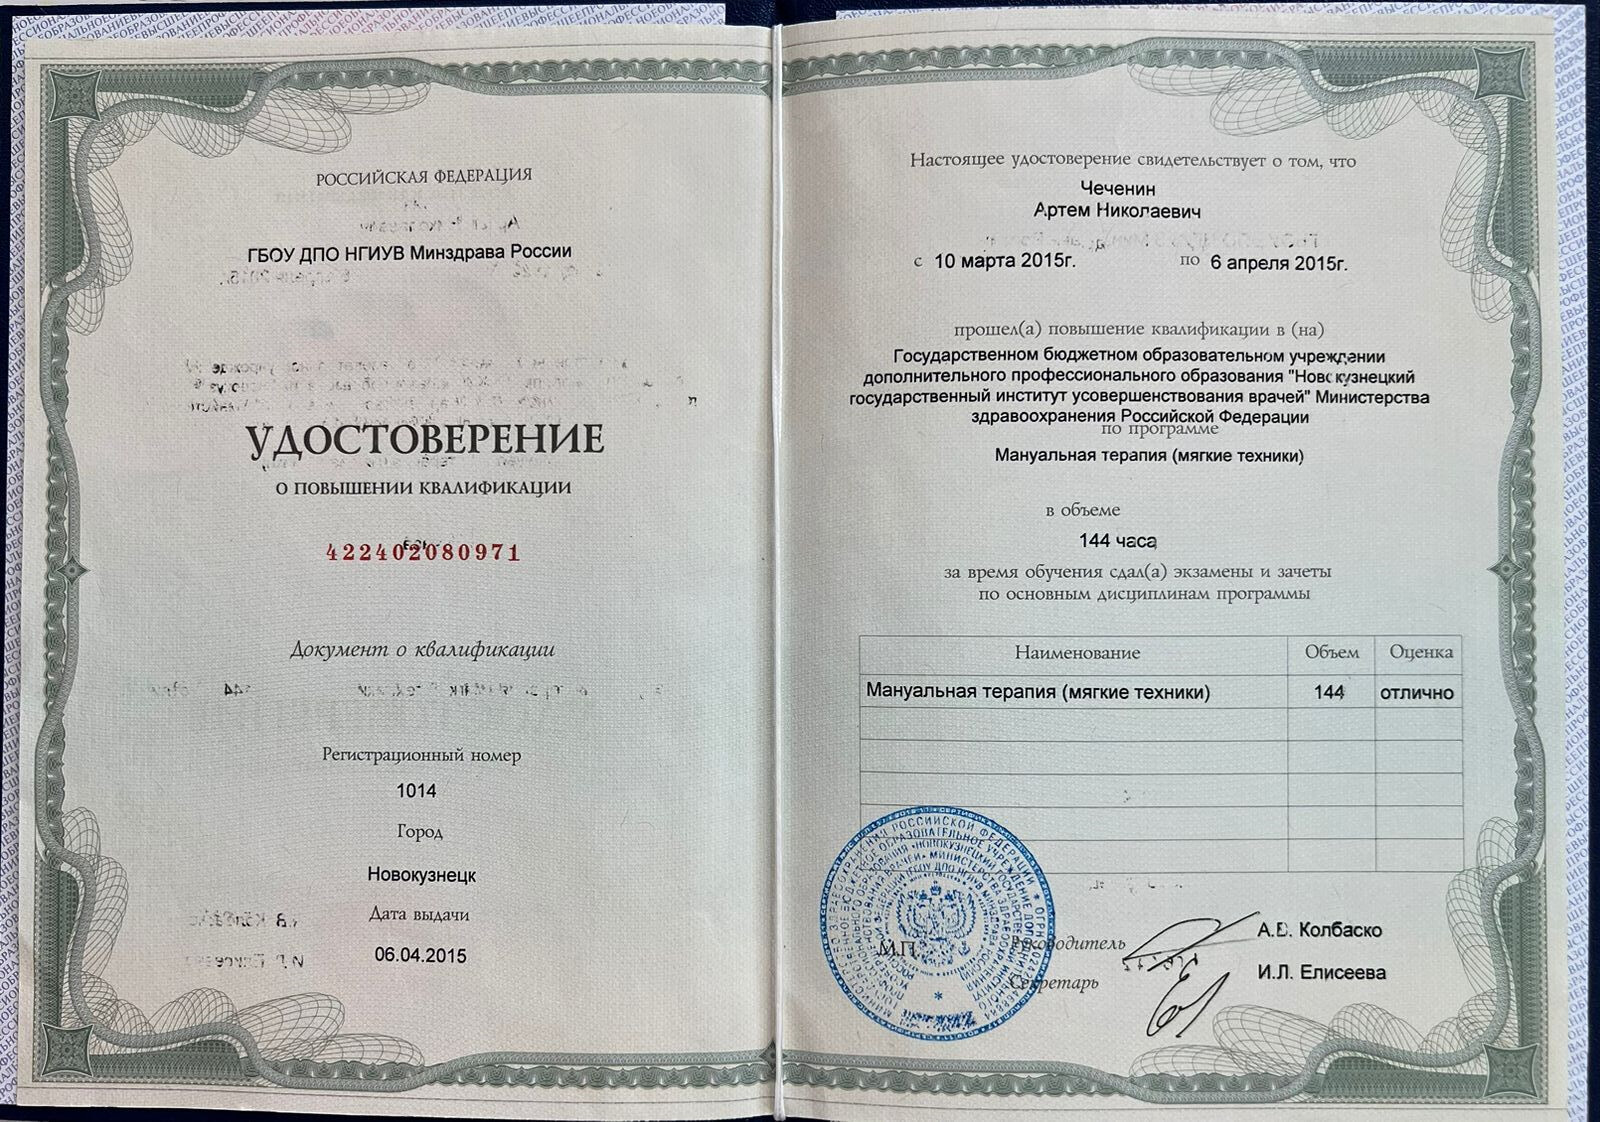 РОССИЙСКАЯ ФЕДЕРАЦИЯ
ГБОУ ДПО НГИУВ Минздрава России
УДОСТОВЕРЕНИЕ
О ПОВЫШЕНИИ КВАЛИФИКАЦИИ
422402080971
Документ о квалификации
Регистрационный номер
1014
Город
Новокузнецк
Дата выдачи
06.04.2015
Настоящее удостоверение свидетельствует о том, что
Чеченин
Артем Николаевич
с 10 марта 2015г. по 6 апреля 2015г.
прошел(а) повышение квалификации в (на)
Государственном бюджетном образовательном учреждении
дополнительного профессионального образования "Новокузнецкий
государственный институт усовершенствования врачей" Министерства
здравоохранения Российской Федерации
по программе
Мануальная терапия (мягкие техники)
в объеме
144 часа
за время обучения сдал(а) экзамены и зачеты
по основным дисциплинам программы
Наименование Объем Оценка
Мануальная терапия (мягкие техники) 144 отлично
М.П.
Руководитель А.В. Колбаско
Секретарь И.Л. Елисеева